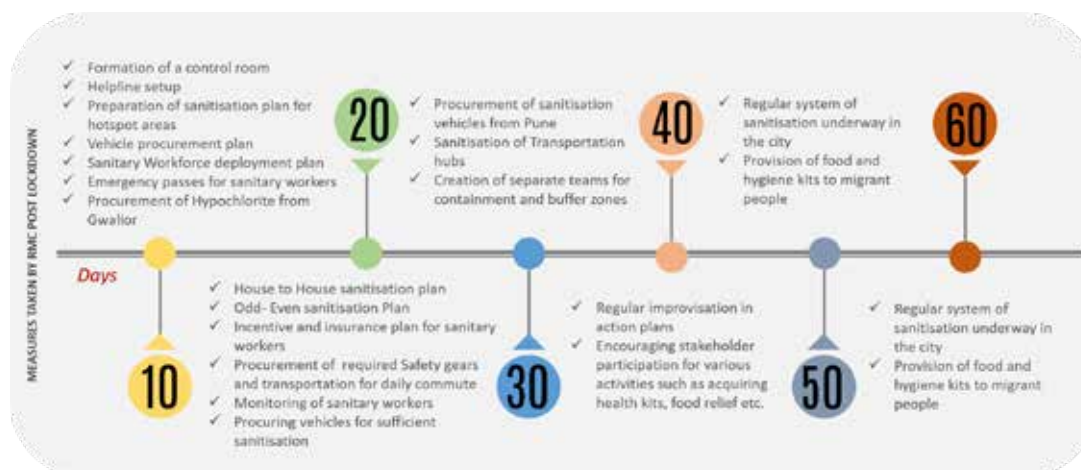 MEASURES TAKEN BY RMC POST LOCKDOWN
✓ Formation of a control room
✓ Helpline setup
✓ Preparation of sanitisation plan for
hotspot areas
✓ Vehicle procurement plan
✓ Sanitary Workforce deployment plan
✓ Emergency passes for sanitary workers
✓ Procurement of Hypochlorite from
Gwalior
20
✓ Procurement of sanitisation
vehicles from Pune
✓ Sanitisation of Transportation
hubs
✓ Creation of separate teams for
containment and buffer zones
40
✓ Regular system of
sanitisation underway in
the city
✓ Provision of food and
hygiene kits to migrant
people
60
Days
10
✓ House to House sanitisation plan
✓ Odd- Even sanitisation Plan
✓ Incentive and insurance plan for sanitary
workers
✓ Procurement of required Safety gears
and transportation for daily commute
✓ Monitoring of sanitary workers
✓ Procuring vehicles for sufficient
sanitisation
30
✓ Regular improvisation in
action plans
✓ Encouraging stakeholder
participation for various
activities such as acquiring
health kits, food relief etc.
50
✓ Regular system of
sanitisation underway in
the city
✓ Provision of food and
hygiene kits to migrant
people